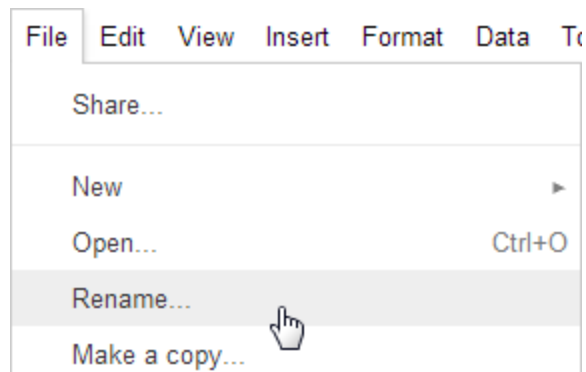 File Edit View Insert Format Data
Share...
New
Open... Ctrl+O
Rename...
Make a copy...